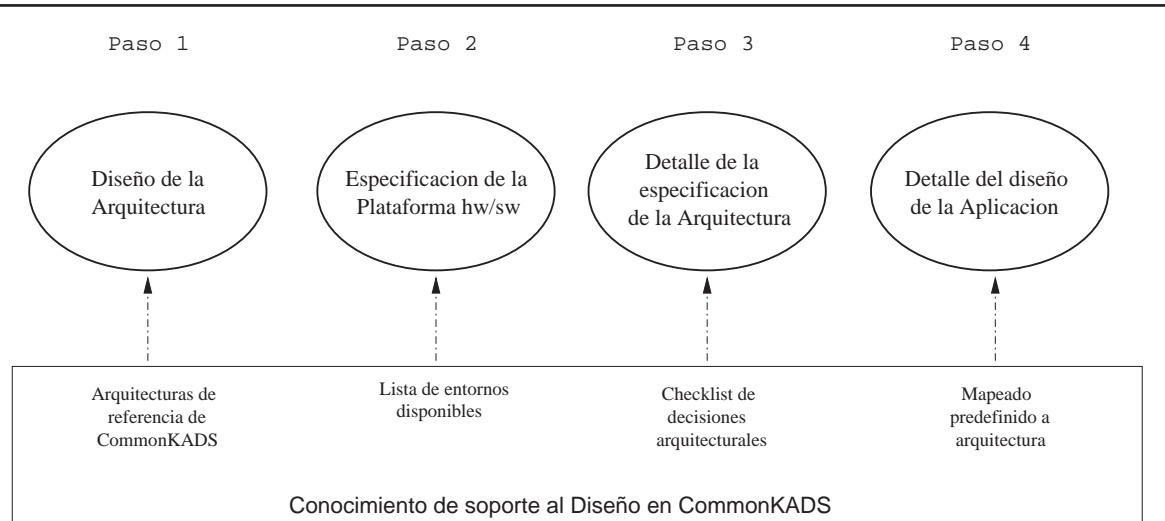 Paso 1
Paso 2
Paso 3
Paso 4
Diseño de la
Arquitectura
Especificacion de la
Plataforma hw/sw
Detalle de la
especificacion
de la Arquitectura
Detalle del diseño
de la Aplicacion
Arquitecturas de
referencia de
CommonKADS
Lista de entornos
disponibles
Checklist de
decisiones
arquitecturales
Mapeado
predefinido a
arquitectura
Conocimiento de soporte al Diseño en CommonKADS